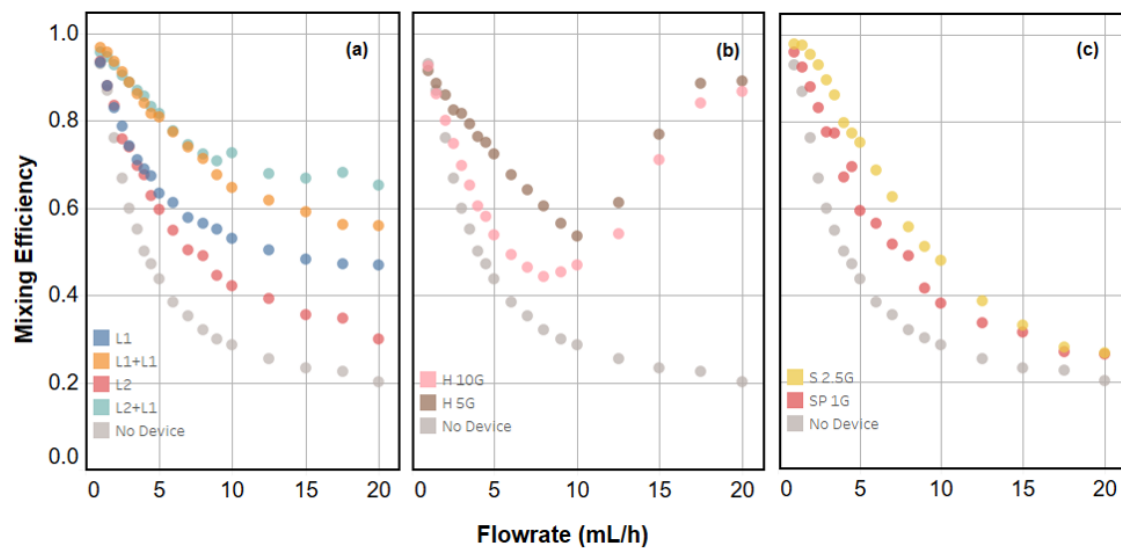 Mixing Efficiency
1.0
0.8
0.6
0.4
0.2
0.0
(a)
L1
L1+L1
L2
L2+L1
No Device
0 5 10 15 20
(b)
H 10G
H 5G
No Device
0 5 10 15 20
(c)
S 2.5G
SP 1G
No Device
0 5 10 15 20
Flowrate (mL/h)